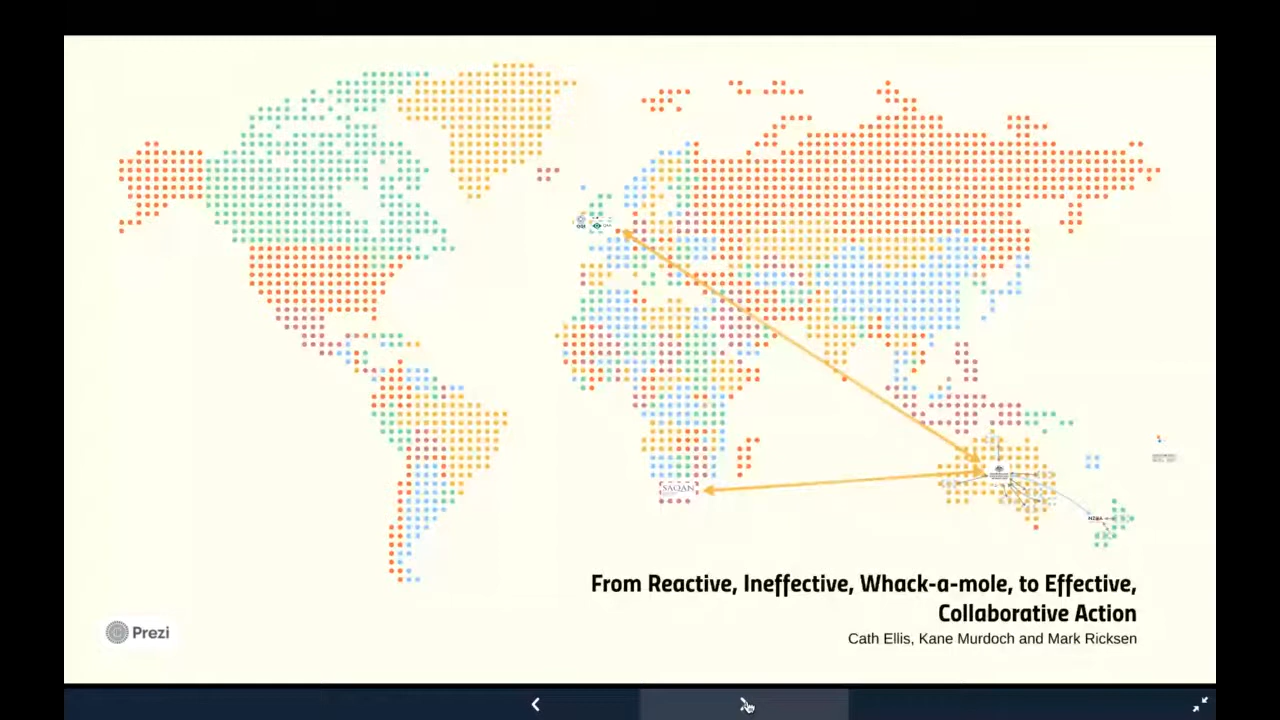 SAQAN
From Reactive, Ineffective, Whack-a-mole, to Effective,
Collaborative Action
Cath Ellis, Kane Murdoch and Mark Ricksen
Prezi